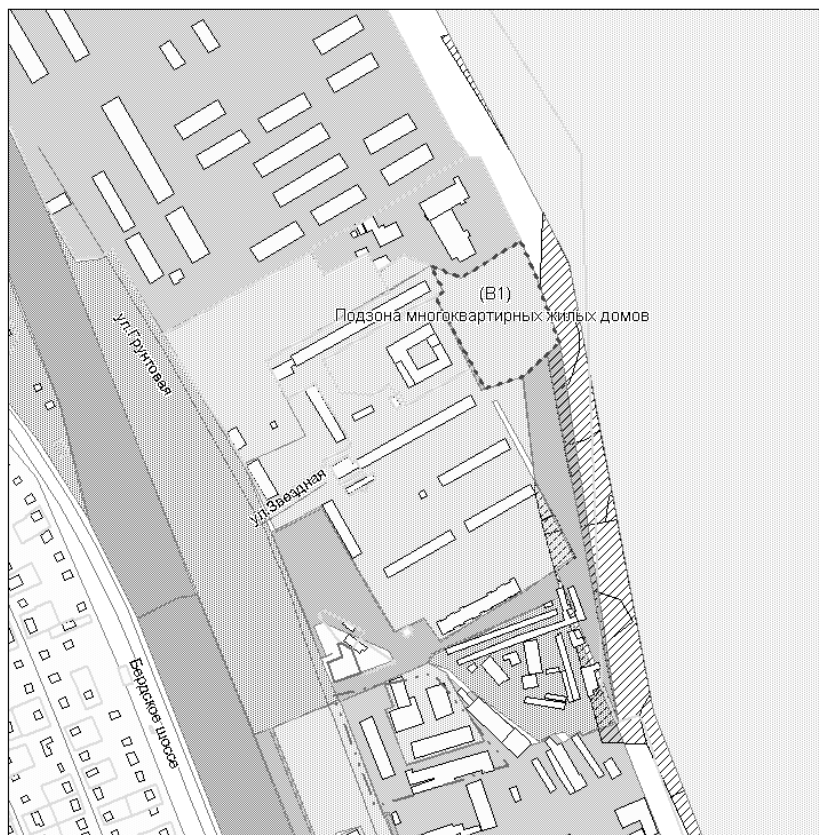 (В1)
Подзона многоквартирных жилых домов
ул.Грунтовая
ул.Звездная
Бердское шоссе